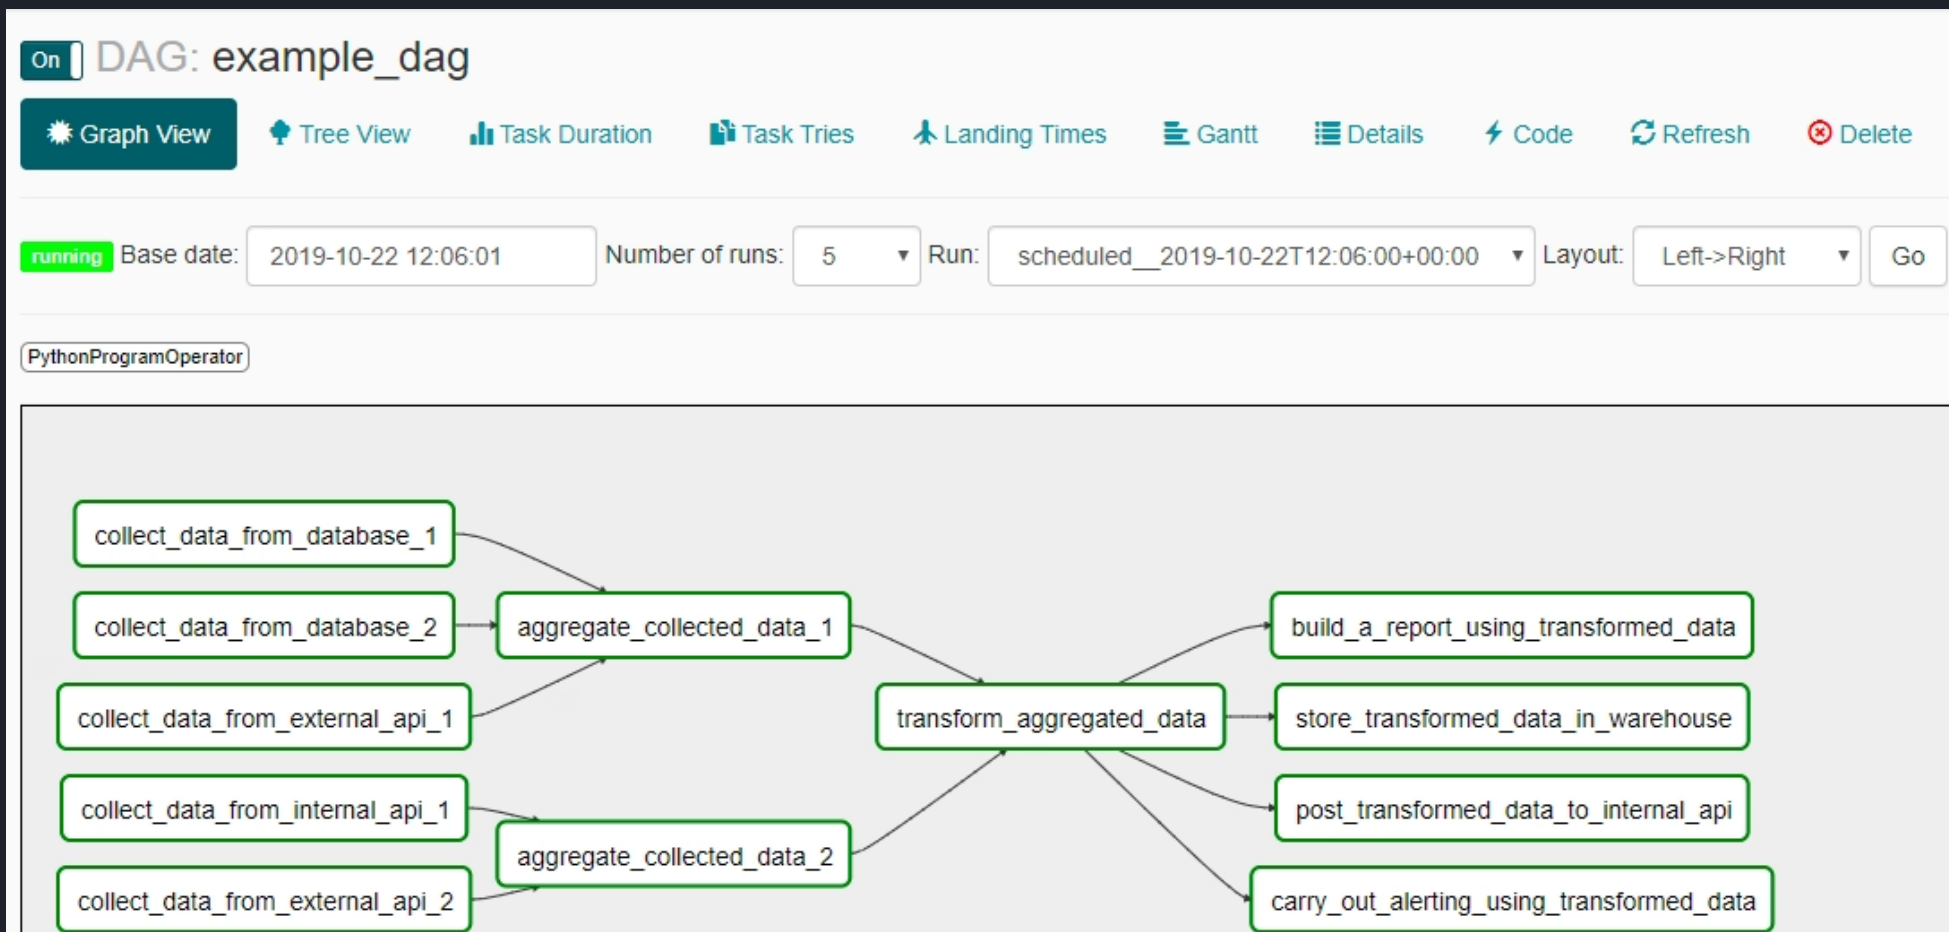 On DAG: example_dag
Graph View Tree View Task Duration Task Tries Landing Times Gantt Details Code Refresh Delete
running Base date: 2019-10-22 12:06:01 Number of runs: 5 Run: scheduled__2019-10-22T12:06:00+00:00 Layout: Left->Right Go
PythonProgramOperator
collect_data_from_database_1
collect_data_from_database_2 aggregate_collected_data_1 build_a_report_using_transformed_data
collect_data_from_external_api_1 transform_aggregated_data store_transformed_data_in_warehouse
collect_data_from_internal_api_1 post_transformed_data_to_internal_api
aggregate_collected_data_2
collect_data_from_external_api_2 carry_out_alerting_using_transformed_data